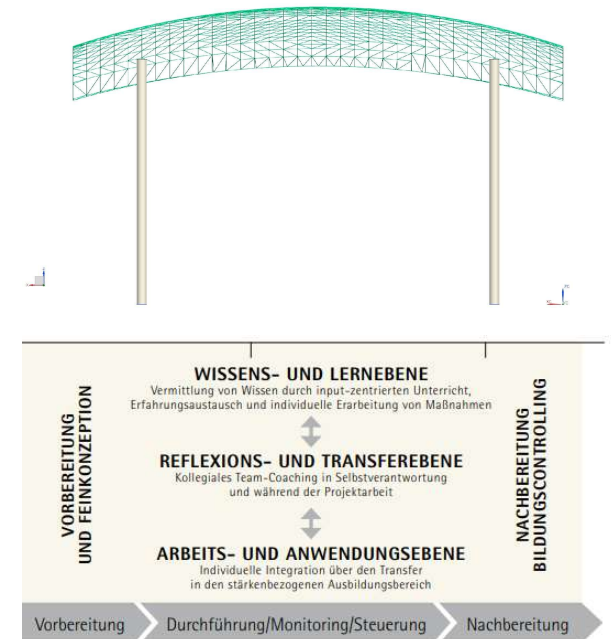 WISSENS- UND LERNEBENE
Vermittlung von Wissen durch input-zentrierten Unterricht,
Erfahrungsaustausch und individuelle Erarbeitung von Maßnahmen
REFLEXIONS- UND TRANSFEREBENE
Kollegiales Team-Coaching in Selbstverantwortung
und während der Projektarbeit
ARBEITS- UND ANWENDUNGSEBENE
Individuelle Integration über den Transfer
in den stärkenbezogenen Ausbildungsbereich
VORBEREITUNG
UND FEINKONZEPTION
NACHBEREITUNG
BILDUNGSCONTROLLING
Vorbereitung
Durchführung/Monitoring/Steuerung
Nachbereitung